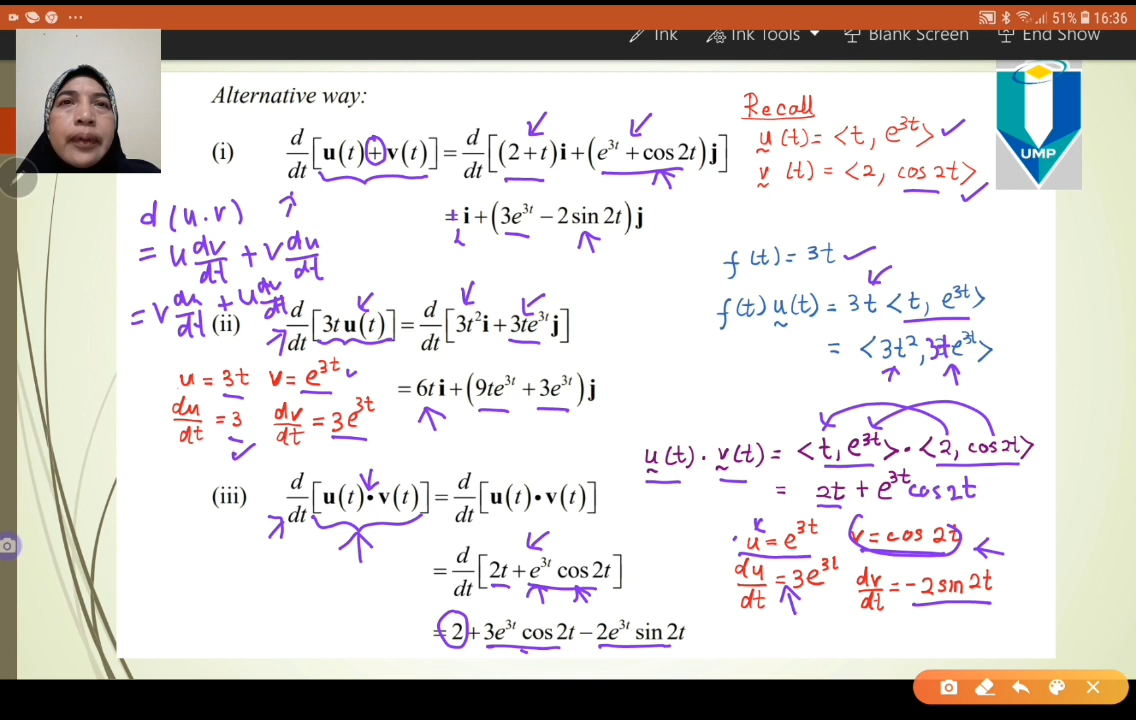 51% 16:36
Ink Ink Tools Blank Screen End Show
Alternative way:
(i) d/dt [u(t) + v(t)] = d/dt [(2 + t)i + (e^{3t} + cos 2t)j]
= i + (3e^{3t} − 2 sin 2t)j
d (u.v)
= u dv/dt + v du/dt
= v du/dt + u dv/dt
(ii) d/dt [3t u(t)] = d/dt [3t²i + 3te^{3t}j]
u = 3t v = e^{3t}
du/dt = 3 dv/dt = 3e^{3t}
= 6t i + (9te^{3t} + 3e^{3t})j
(iii) d/dt [u(t)•v(t)] = d/dt [u(t)•v(t)]
= d/dt [2t + e^{3t} cos 2t]
= 2 + 3e^{3t} cos 2t − 2e^{3t} sin 2t
Recall
u(t) = <t, e^{3t}>
v(t) = <2, cos 2t>
UMP
f(t) = 3t
f(t) u(t) = 3t <t, e^{3t}>
= <3t², 3te^{3t}>
u(t) . v(t) = <t, e^{3t}> . <2, cos 2t>
= 2t + e^{3t} cos 2t
u = e^{3t} v = cos 2t
du/dt = 3e^{3t} dv/dt = -2 sin 2t